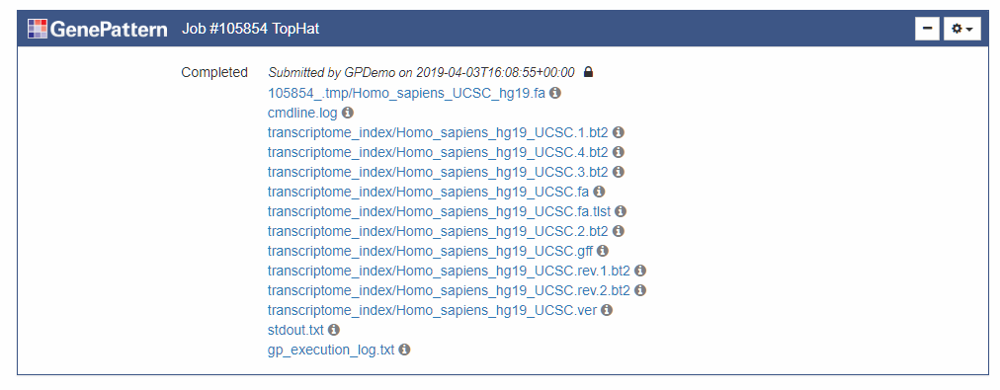 GenePattern Job #105854 TopHat
Completed Submitted by GPDemo on 2019-04-03T16:08:55+00:00
105854_.tmp/Homo_sapiens_UCSC_hg19.fa
cmdline.log
transcriptome_index/Homo_sapiens_hg19_UCSC.1.bt2
transcriptome_index/Homo_sapiens_hg19_UCSC.4.bt2
transcriptome_index/Homo_sapiens_hg19_UCSC.3.bt2
transcriptome_index/Homo_sapiens_hg19_UCSC.fa
transcriptome_index/Homo_sapiens_hg19_UCSC.fa.tlst
transcriptome_index/Homo_sapiens_hg19_UCSC.2.bt2
transcriptome_index/Homo_sapiens_hg19_UCSC.gff
transcriptome_index/Homo_sapiens_hg19_UCSC.rev.1.bt2
transcriptome_index/Homo_sapiens_hg19_UCSC.rev.2.bt2
transcriptome_index/Homo_sapiens_hg19_UCSC.ver
stdout.txt
gp_execution_log.txt